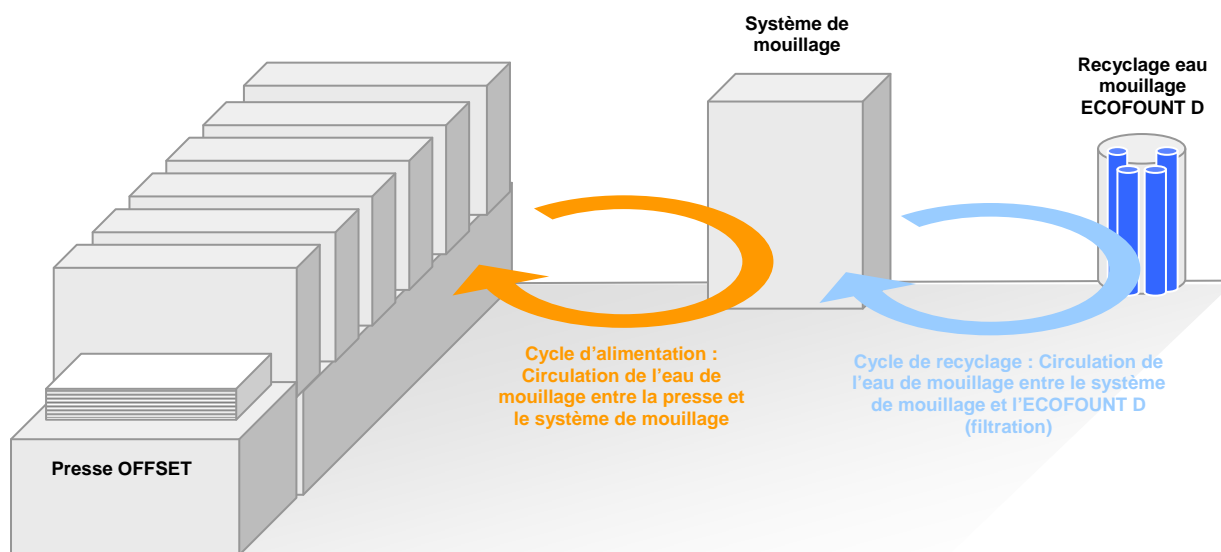 Système de
mouillage
Recyclage eau
mouillage
ECOFOUNT D
Cycle d'alimentation :
Circulation de l'eau de
mouillage entre la presse et
le système de mouillage
Cycle de recyclage : Circulation de
l'eau de mouillage entre le système
de mouillage et l'ECOFOUNT D
(filtration)
Presse OFFSET